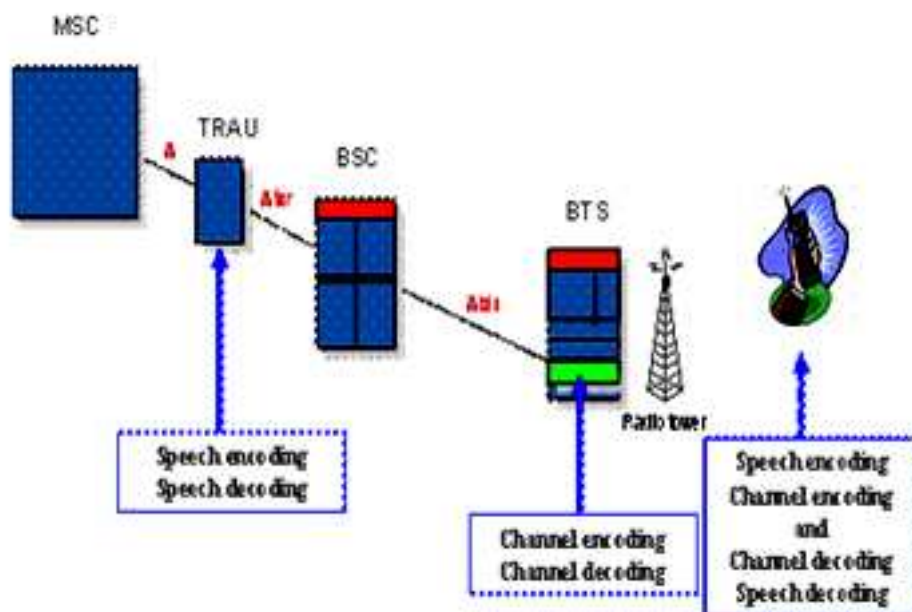 MSC
TRAU
A
BSC
Ater
BTS
Abis
Radio tower
Speech encoding
Speech decoding
Channel encoding
Channel decoding
Speech encoding
Channel encoding
and
Channel decoding
Speech decoding